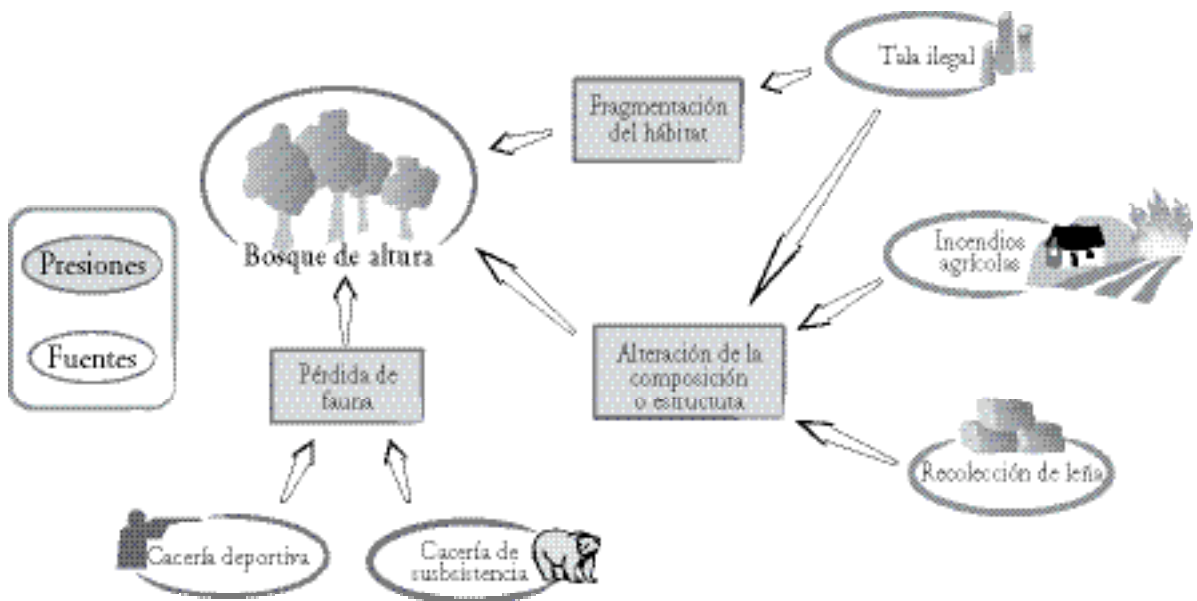 Tala ilegal
Fragmentación
del hábitat
Bosque de altura
Incendios
agrícolas
Presiones
Fuentes
Pérdida de
fauna
Alteración de la
composición
o estructura
Recolección de leña
Cacería deportiva
Cacería de
susbsistencia